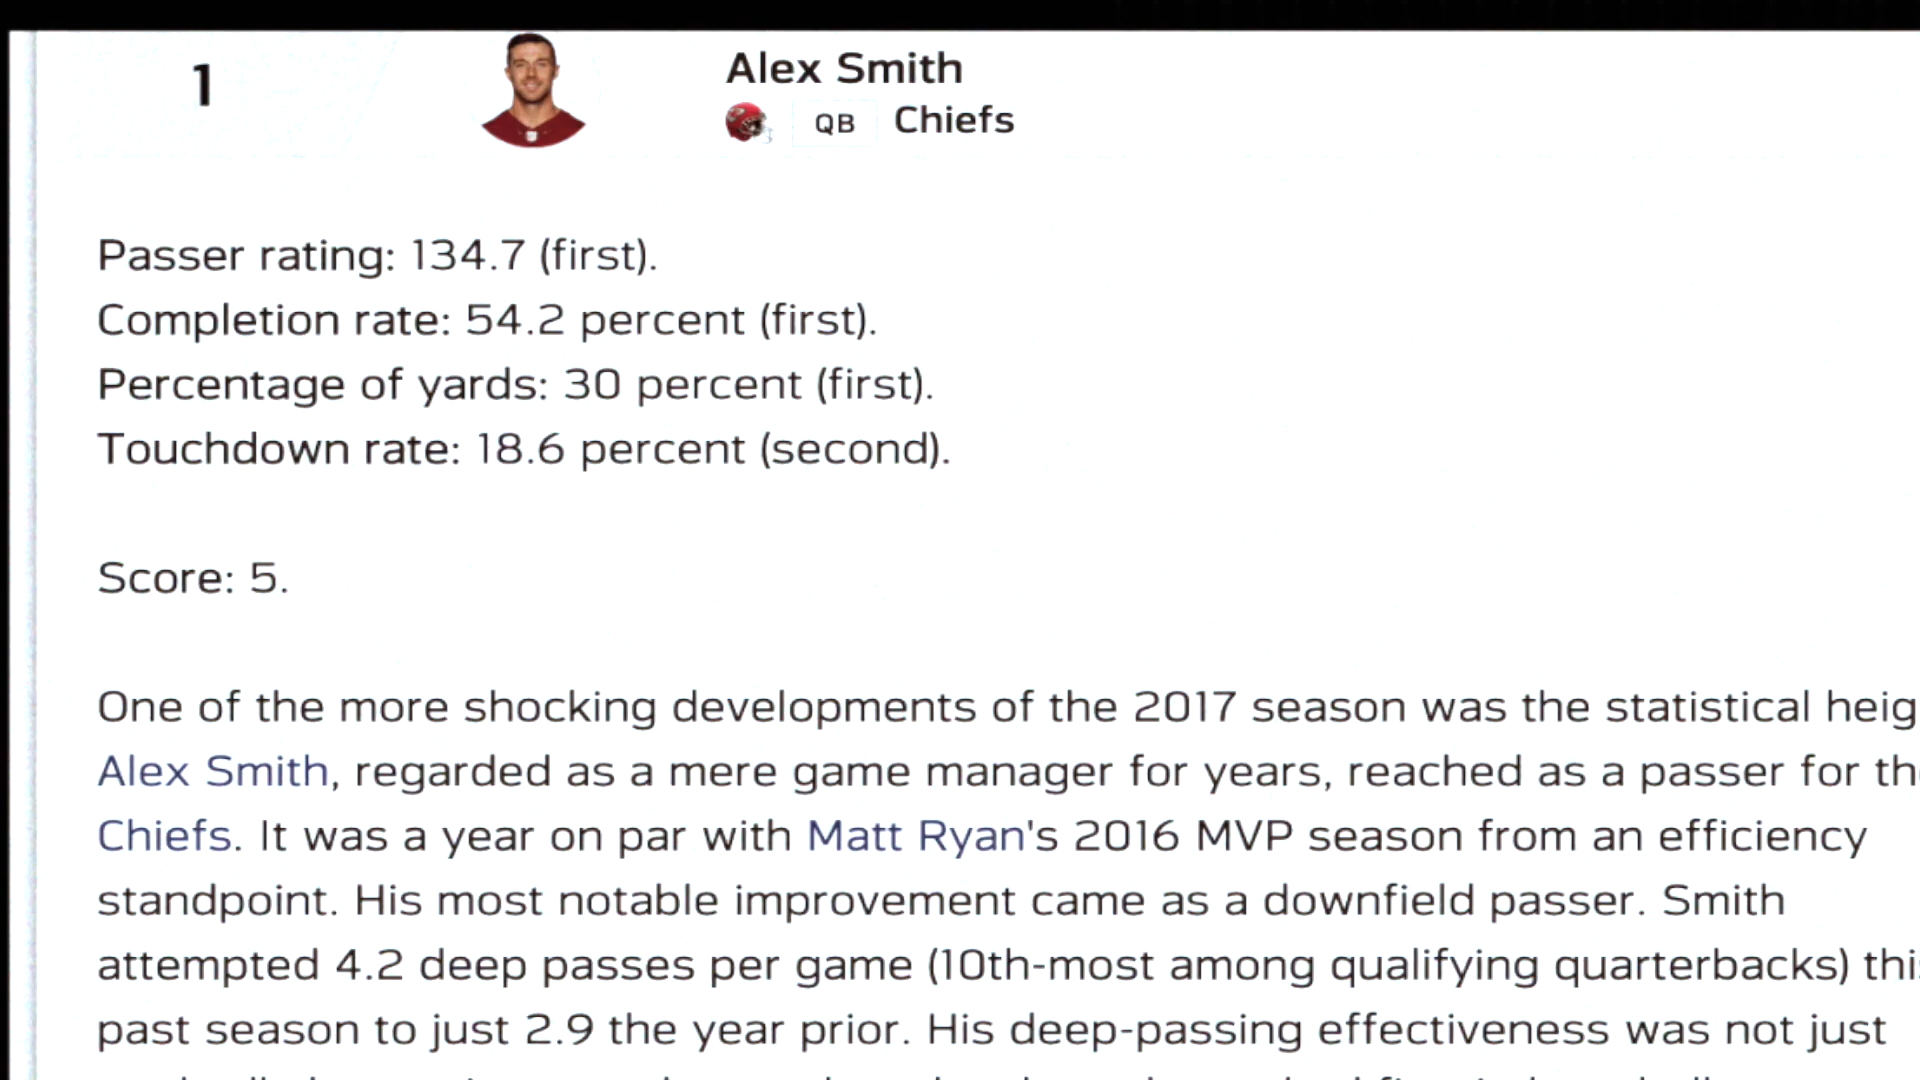 1
Alex Smith
QB Chiefs
Passer rating: 134.7 (first).
Completion rate: 54.2 percent (first).
Percentage of yards: 30 percent (first).
Touchdown rate: 18.6 percent (second).
Score: 5.
One of the more shocking developments of the 2017 season was the statistical heig
Alex Smith, regarded as a mere game manager for years, reached as a passer for th
Chiefs. It was a year on par with Matt Ryan's 2016 MVP season from an efficiency
standpoint. His most notable improvement came as a downfield passer. Smith
attempted 4.2 deep passes per game (10th-most among qualifying quarterbacks) this
past season to just 2.9 the year prior. His deep-passing effectiveness was not just